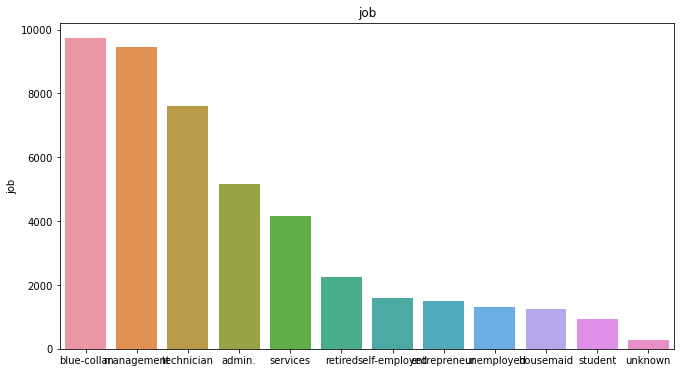 job
10000
8000
6000
4000
2000
0
job
blue-collar management technician admin. services retired self-employed entrepreneur unemployed housemaid student unknown